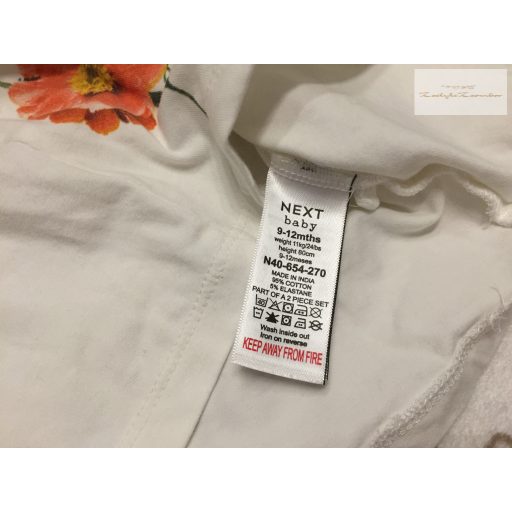 NEXT
baby
9-12mths
weight 11kg/24lbs
height 80cm
9-12meses
N40-654-270
MADE IN INDIA
95% COTTON
5% ELASTANE
PART OF A 2 PIECE SET
Wash inside out
Iron on reverse
KEEP AWAY FROM FIRE